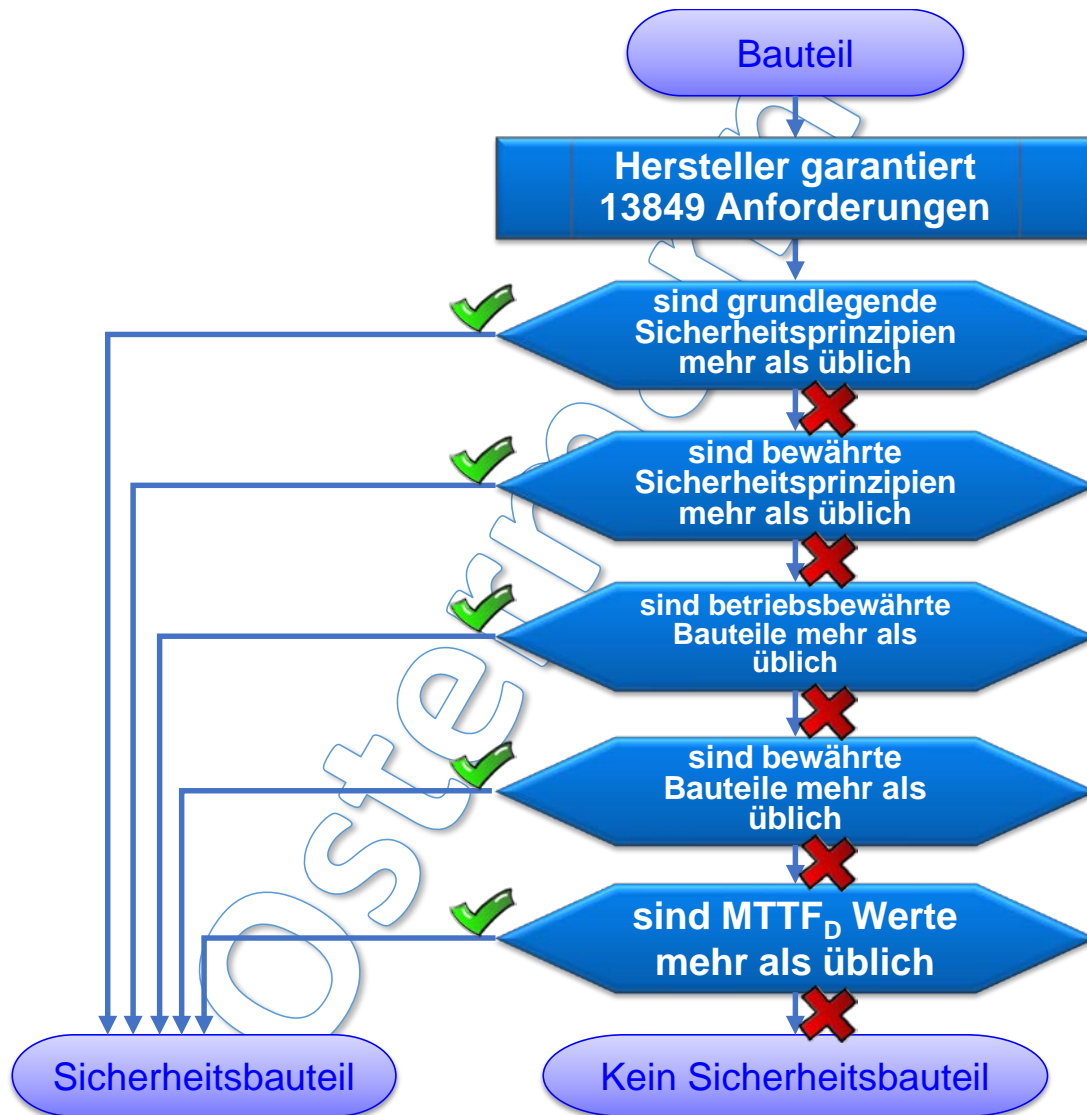 Bauteil
Hersteller garantiert
13849 Anforderungen
sind grundlegende
Sicherheitsprinzipien
mehr als üblich
sind bewährte
Sicherheitsprinzipien
mehr als üblich
sind betriebsbewährte
Bauteile mehr als
üblich
sind bewährte
Bauteile mehr als
üblich
sind MTTF_D Werte
mehr als üblich
Sicherheitsbauteil
Kein Sicherheitsbauteil